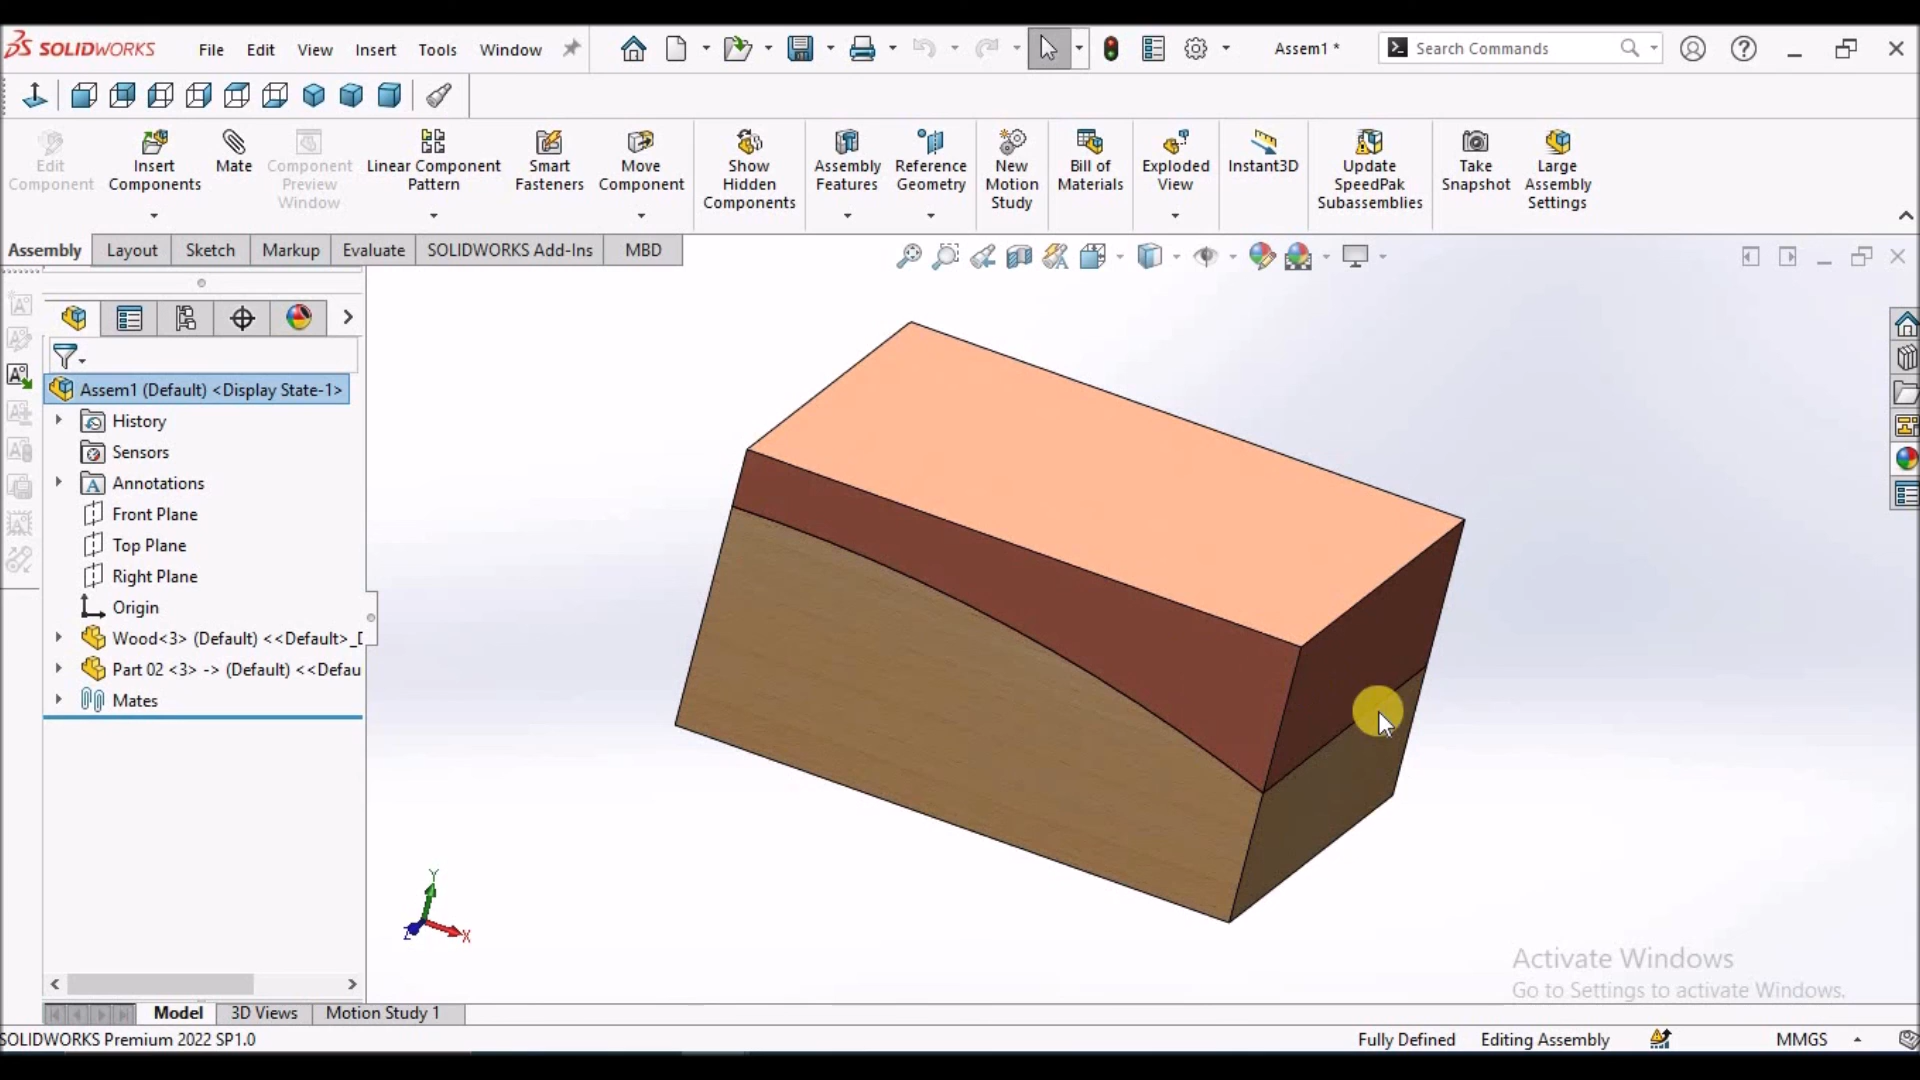 SOLIDWORKS File Edit View Insert Tools Window Assem1 * Search Commands
Edit Component
Insert Components
Mate
Component Preview Window
Linear Component Pattern
Smart Fasteners
Move Component
Show Hidden Components
Assembly Features
Reference Geometry
New Motion Study
Bill of Materials
Exploded View
Instant3D
Update SpeedPak Subassemblies
Take Snapshot
Large Assembly Settings
Assembly Layout Sketch Markup Evaluate SOLIDWORKS Add-Ins MBD
Assem1 (Default) <Display State-1>
History
Sensors
Annotations
Front Plane
Top Plane
Right Plane
Origin
Wood<3> (Default) <<Default>_
Part 02 <3> -> (Default) <<Defau
Mates
Y
Z
X
Activate Windows
Go to Settings to activate Windows.
Model 3D Views Motion Study 1
SOLIDWORKS Premium 2022 SP1.0 Fully Defined Editing Assembly MMGS